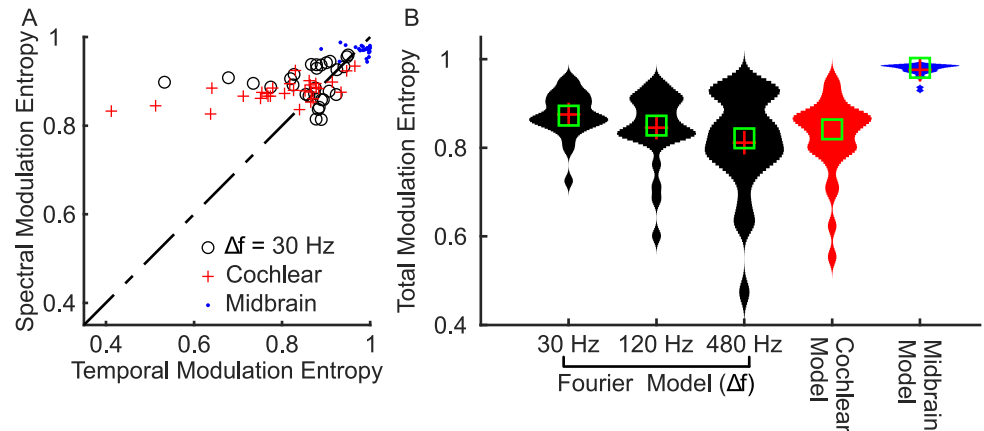 A
Spectral Modulation Entropy
1
0.8
0.6
0.4
0.4
0.6
0.8
1
Temporal Modulation Entropy
Δf = 30 Hz
Cochlear
Midbrain
B
Total Modulation Entropy
1
0.8
0.6
0.4
30 Hz
120 Hz
480 Hz
Fourier Model (Δf)
Cochlear
Model
Midbrain
Model